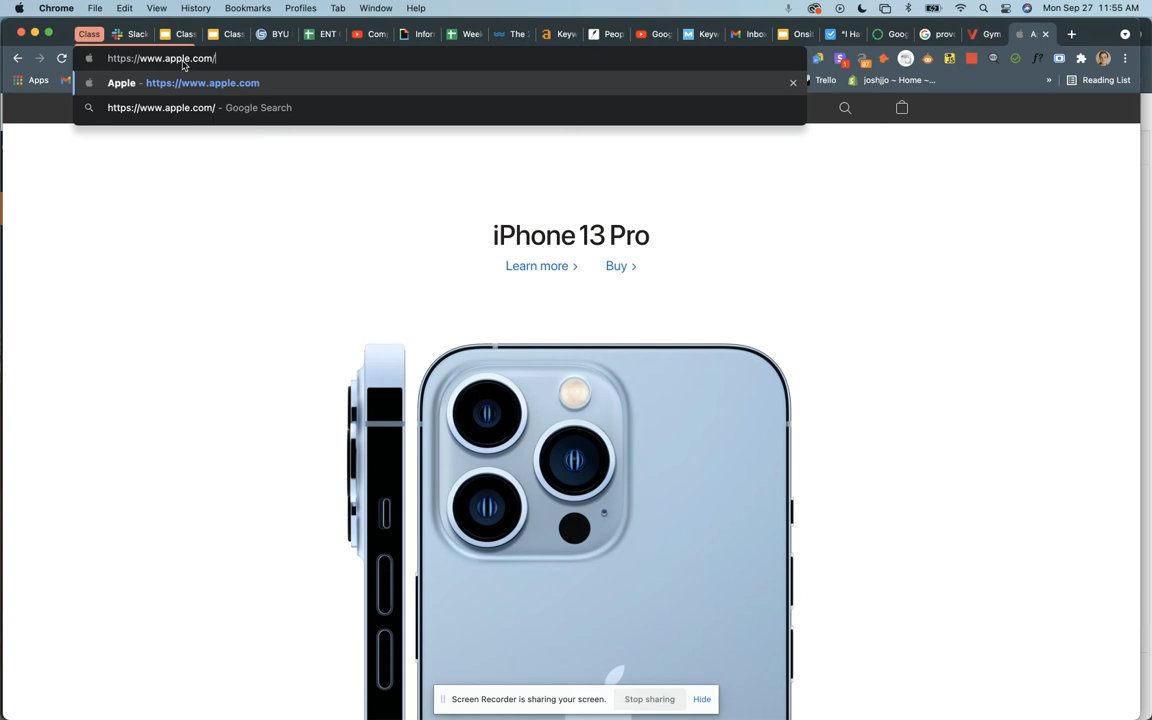 Chrome File Edit View History Bookmarks Profiles Tab Window Help Mon Sep 27 11:55 AM
Class Slack Class Class BYU ENT Com Infor Week The Keyw Peop Goog Keyw Inbo Onsit *I Ha Goog prov Gym A
https://www.apple.com/
Apps Trello joshjjo ~ Home ~... » Reading List
Apple - https://www.apple.com
https://www.apple.com/ - Google Search
iPhone 13 Pro
Learn more > Buy >
Screen Recorder is sharing your screen. Stop sharing Hide